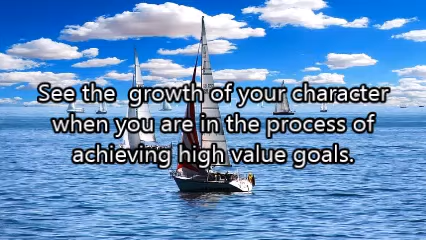 See the  growth of your character
when you are in the process of
achieving high value goals.